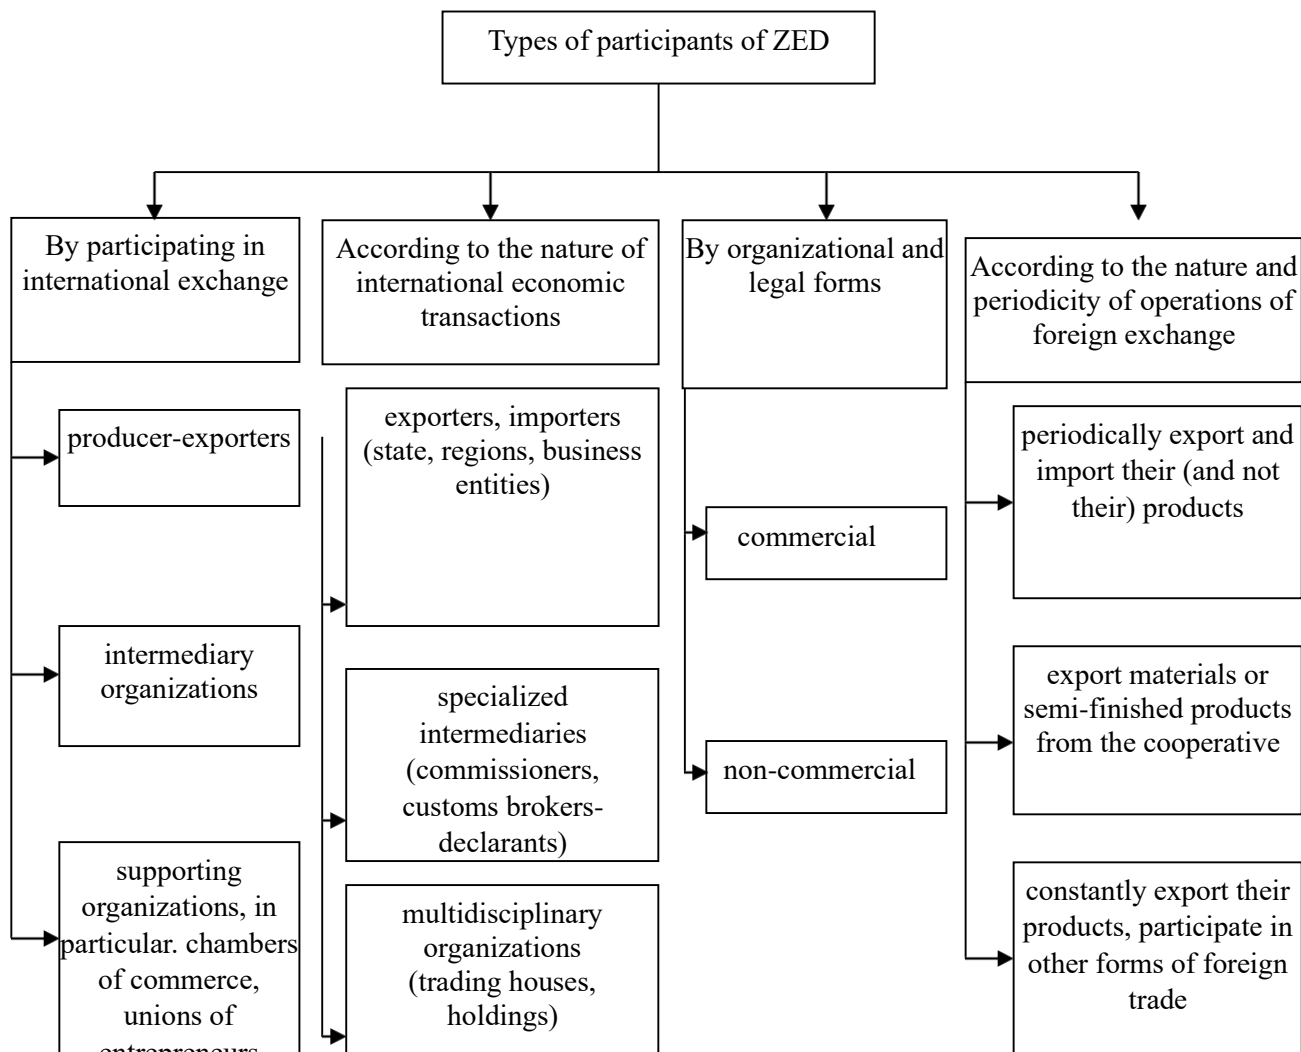 Types of participants of ZED
By participating in
international exchange
According to the nature of
international economic
transactions
By organizational and
legal forms
According to the nature and
periodicity of operations of
foreign exchange
producer-exporters
intermediary
organizations
supporting
organizations, in
particular. chambers
of commerce,
unions of
entrepreneurs
exporters, importers
(state, regions, business
entities)
specialized
intermediaries
(commissioners,
customs brokers-
declarants)
multidisciplinary
organizations
(trading houses,
holdings)
commercial
non-commercial
periodically export and
import their (and not
their) products
export materials or
semi-finished products
from the cooperative
constantly export their
products, participate in
other forms of foreign
trade